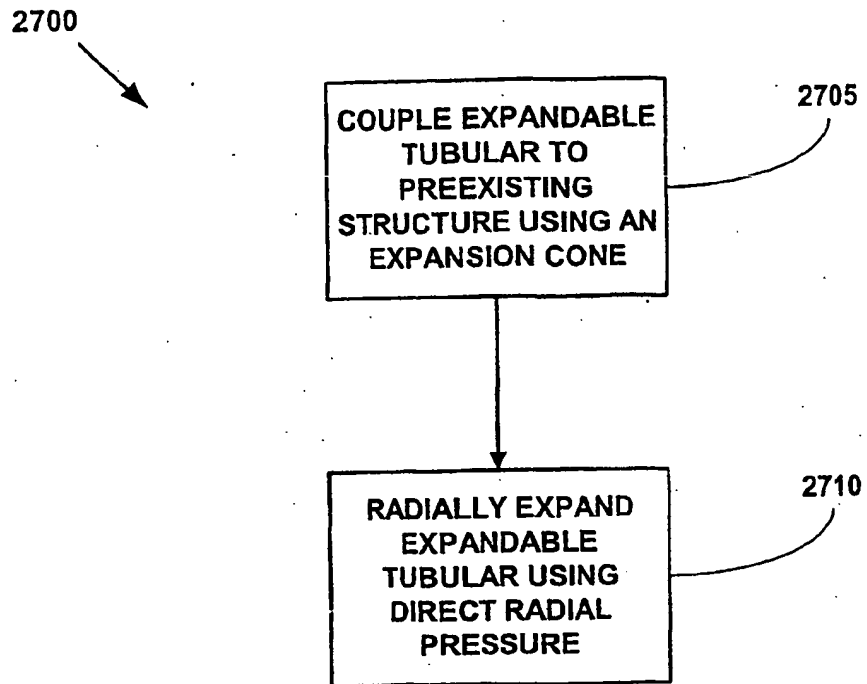 2700
2705
COUPLE EXPANDABLE
TUBULAR TO
PREEXISTING
STRUCTURE USING AN
EXPANSION CONE
2710
RADIALLY EXPAND
EXPANDABLE
TUBULAR USING
DIRECT RADIAL
PRESSURE